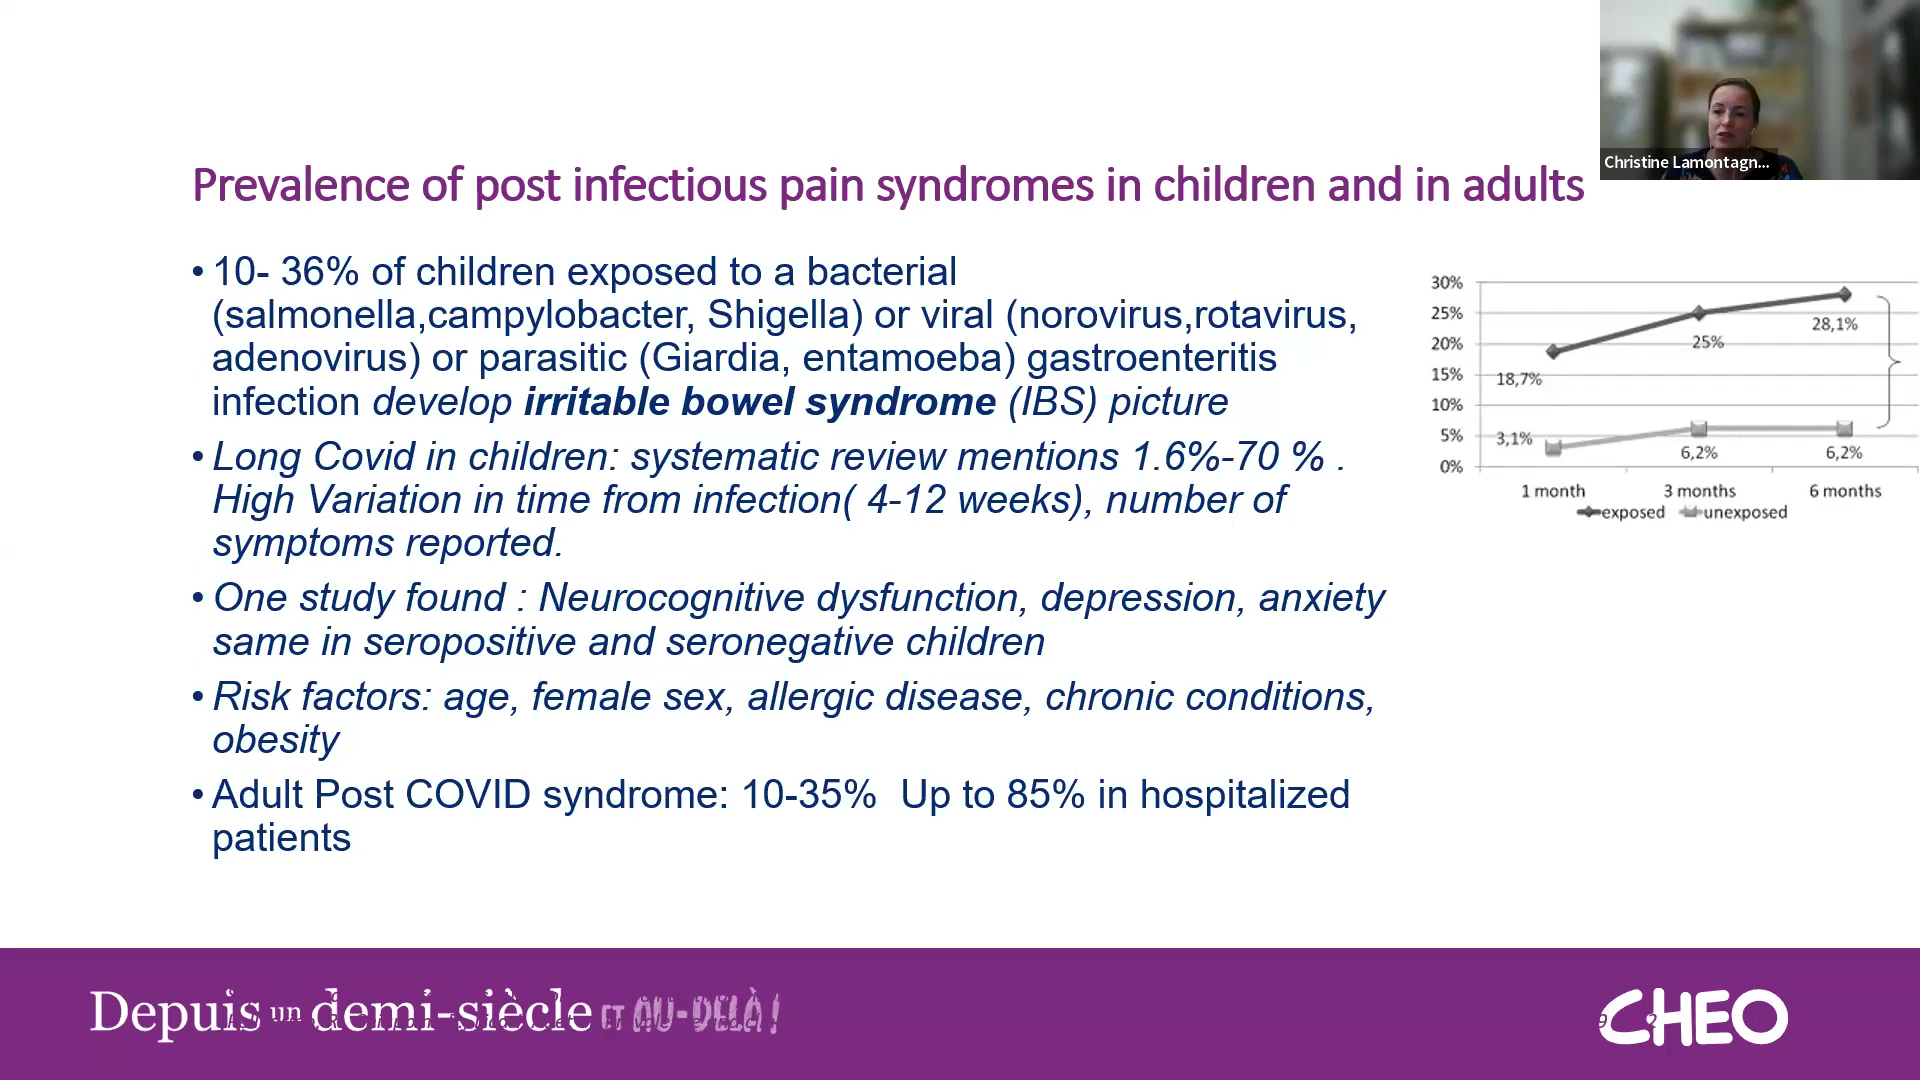 Christine Lamontagn...
Prevalence of post infectious pain syndromes in children and in adults
• 10- 36% of children exposed to a bacterial
(salmonella,campylobacter, Shigella) or viral (norovirus,rotavirus,
adenovirus) or parasitic (Giardia, entamoeba) gastroenteritis
infection develop irritable bowel syndrome (IBS) picture
• Long Covid in children: systematic review mentions 1.6%-70 % .
High Variation in time from infection( 4-12 weeks), number of
symptoms reported.
• One study found : Neurocognitive dysfunction, depression, anxiety
same in seropositive and seronegative children
• Risk factors: age, female sex, allergic disease, chronic conditions,
obesity
• Adult Post COVID syndrome: 10-35%  Up to 85% in hospitalized
patients
30%
25%
20%
15%
10%
5%
0%
18,7%
25%
28,1%
3,1%
6,2%
6,2%
1 month 3 months 6 months
exposed unexposed
Depuis un demi-siècle ET AU-DELÀ!
CHEO